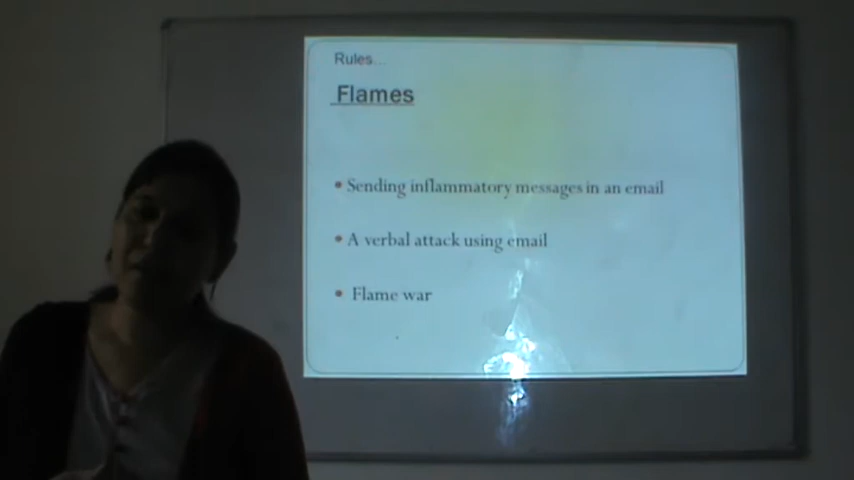 Rules...
Flames
• Sending inflammatory messages in an email
• A verbal attack using email
• Flame war